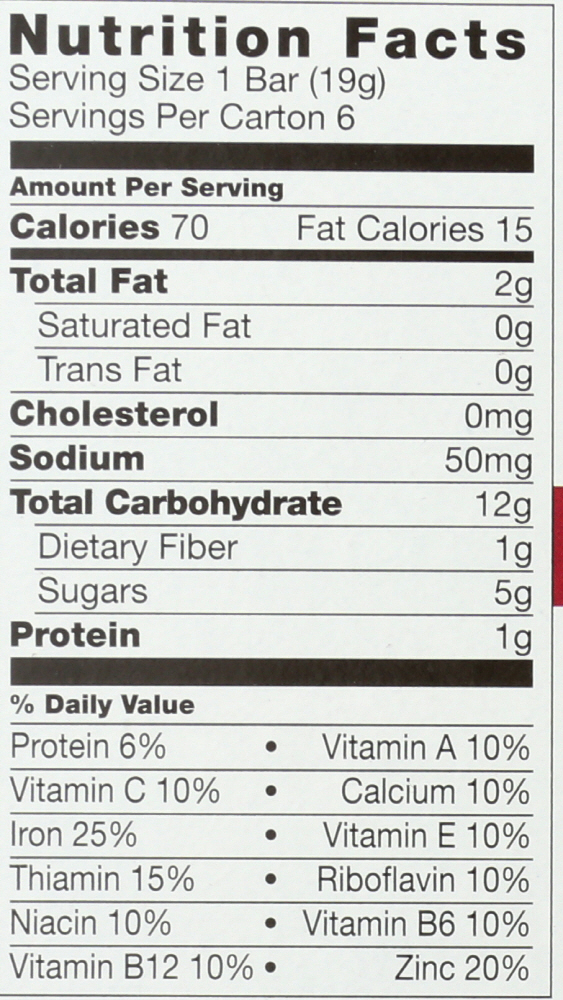 Nutrition Facts
Serving Size 1 Bar (19g)
Servings Per Carton 6
Amount Per Serving
Calories 70 Fat Calories 15
Total Fat 2g
Saturated Fat 0g
Trans Fat 0g
Cholesterol 0mg
Sodium 50mg
Total Carbohydrate 12g
Dietary Fiber 1g
Sugars 5g
Protein 1g
% Daily Value
Protein 6% • Vitamin A 10%
Vitamin C 10% • Calcium 10%
Iron 25% • Vitamin E 10%
Thiamin 15% • Riboflavin 10%
Niacin 10% • Vitamin B6 10%
Vitamin B12 10% • Zinc 20%